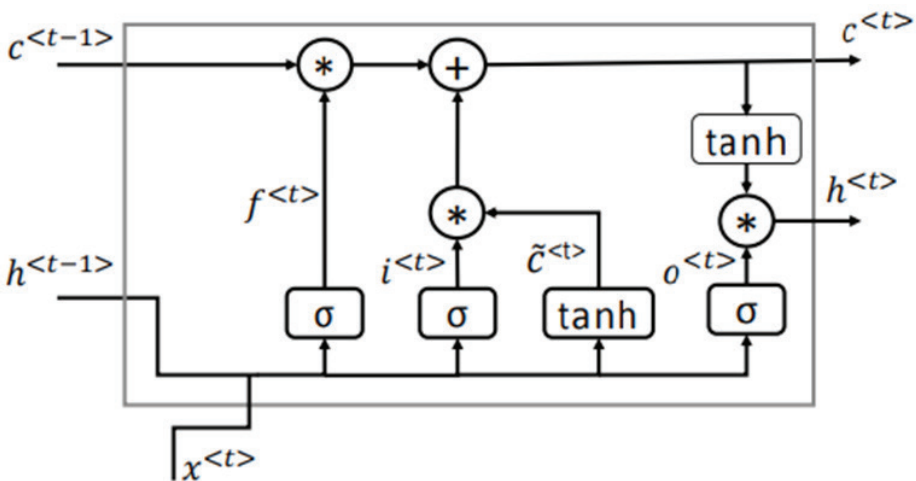 c<t−1>
*
+
c<t>
tanh
f<t>
*
*
h<t>
h<t−1>
i<t>
c̃<t>
o<t>
σ
σ
tanh
σ
x<t>